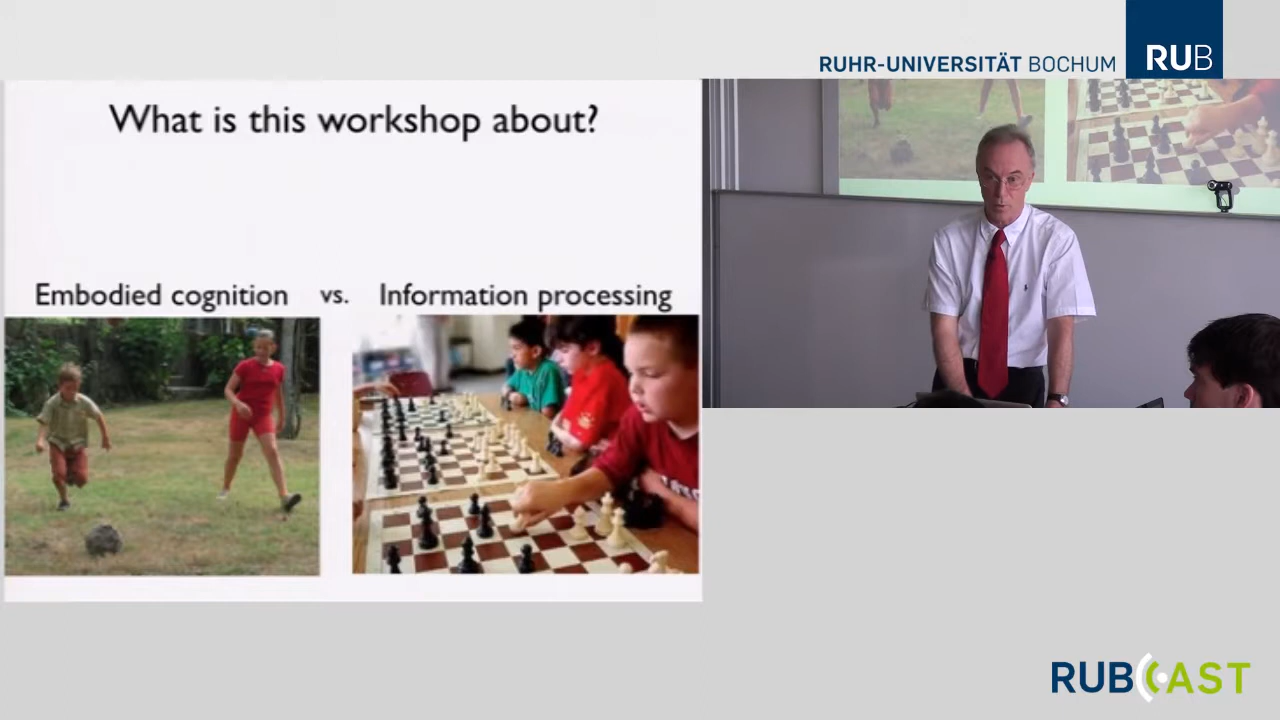 RUHR-UNIVERSITÄT BOCHUM RUB
What is this workshop about?
Embodied cognition vs. Information processing
RUBCAST